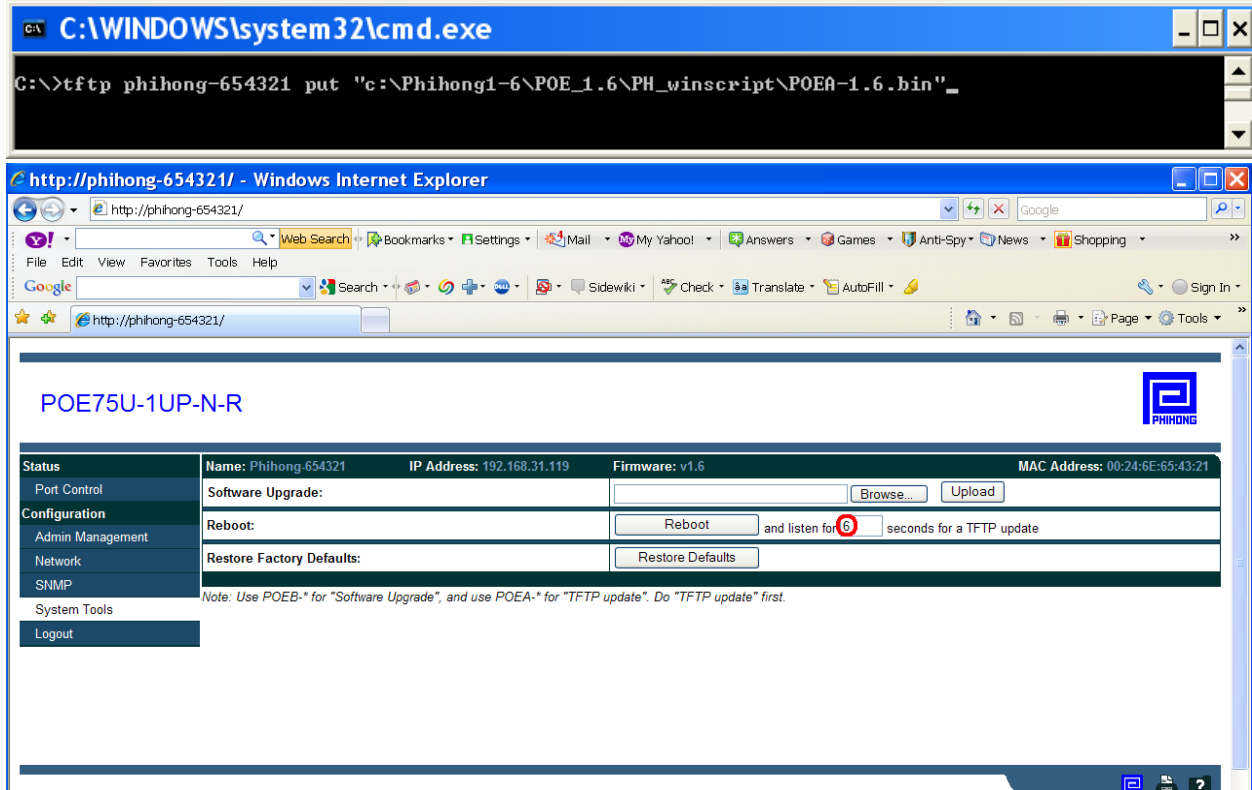 C:\WINDOWS\system32\cmd.exe
C:\>tftp phihong-654321 put "c:\Phihong1-6\POE_1.6\PH_winscript\POEA-1.6.bin"_
http://phihong-654321/ - Windows Internet Explorer
http://phihong-654321/ Google
Web Search Bookmarks Settings Mail My Yahoo! Answers Games Anti-Spy News Shopping »
File Edit View Favorites Tools Help
Google Search Sidewiki Check Translate AutoFill Sign In
http://phihong-654321/ Page Tools »
POE75U-1UP-N-R
PHIHONG
Status Name: Phihong-654321 IP Address: 192.168.31.119 Firmware: v1.6 MAC Address: 00:24:6E:65:43:21
Port Control Software Upgrade: Browse... Upload
Configuration
Admin Management Reboot: Reboot and listen for 6 seconds for a TFTP update
Network Restore Factory Defaults: Restore Defaults
SNMP
Note: Use POEB-* for "Software Upgrade", and use POEA-* for "TFTP update". Do "TFTP update" first.
System Tools
Logout